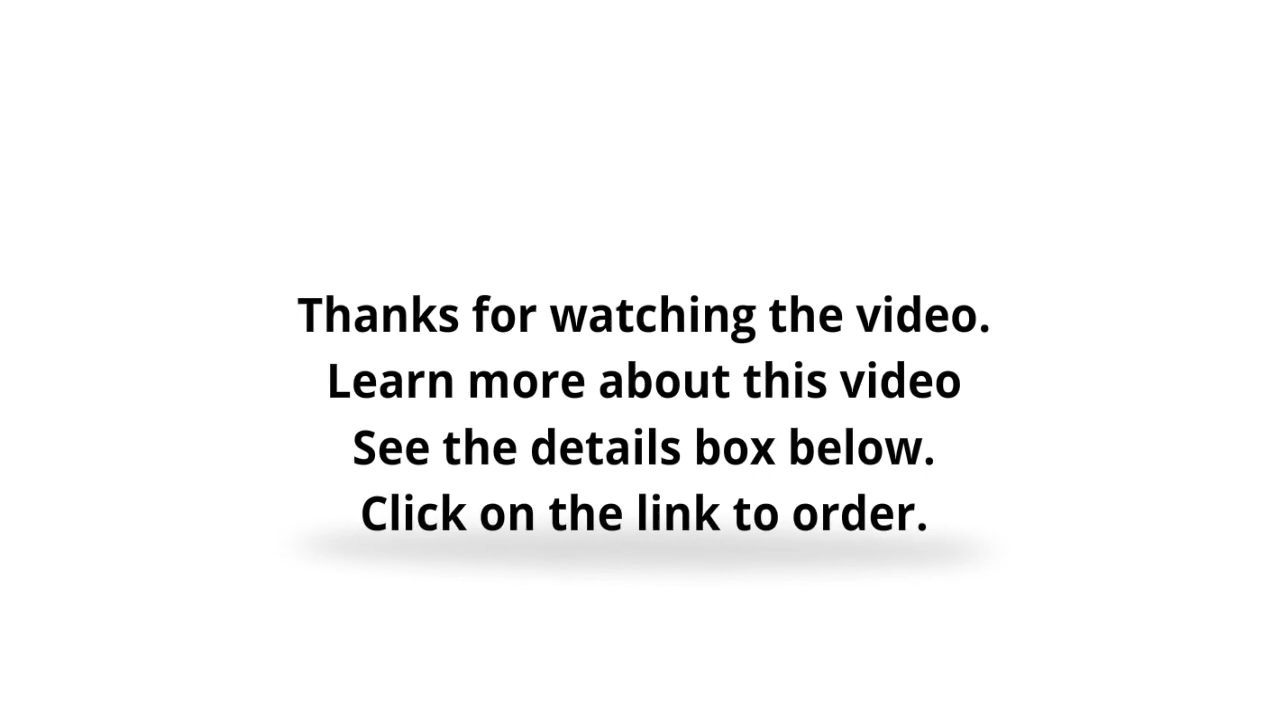 Thanks for watching the video.
Learn more about this video
See the details box below.
Click on the link to order.